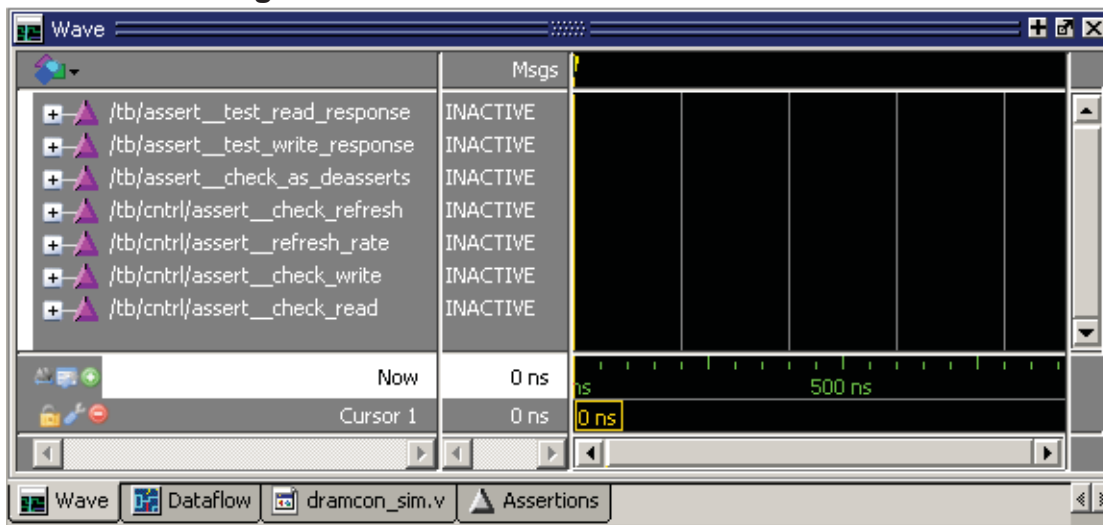 Wave
Msgs
/tb/assert__test_read_response INACTIVE
/tb/assert__test_write_response INACTIVE
/tb/assert__check_as_deasserts INACTIVE
/tb/cntrl/assert__check_refresh INACTIVE
/tb/cntrl/assert__refresh_rate INACTIVE
/tb/cntrl/assert__check_write INACTIVE
/tb/cntrl/assert__check_read INACTIVE
Now 0 ns
500 ns
Cursor 1 0 ns 0 ns
Wave Dataflow dramcon_sim.v Assertions